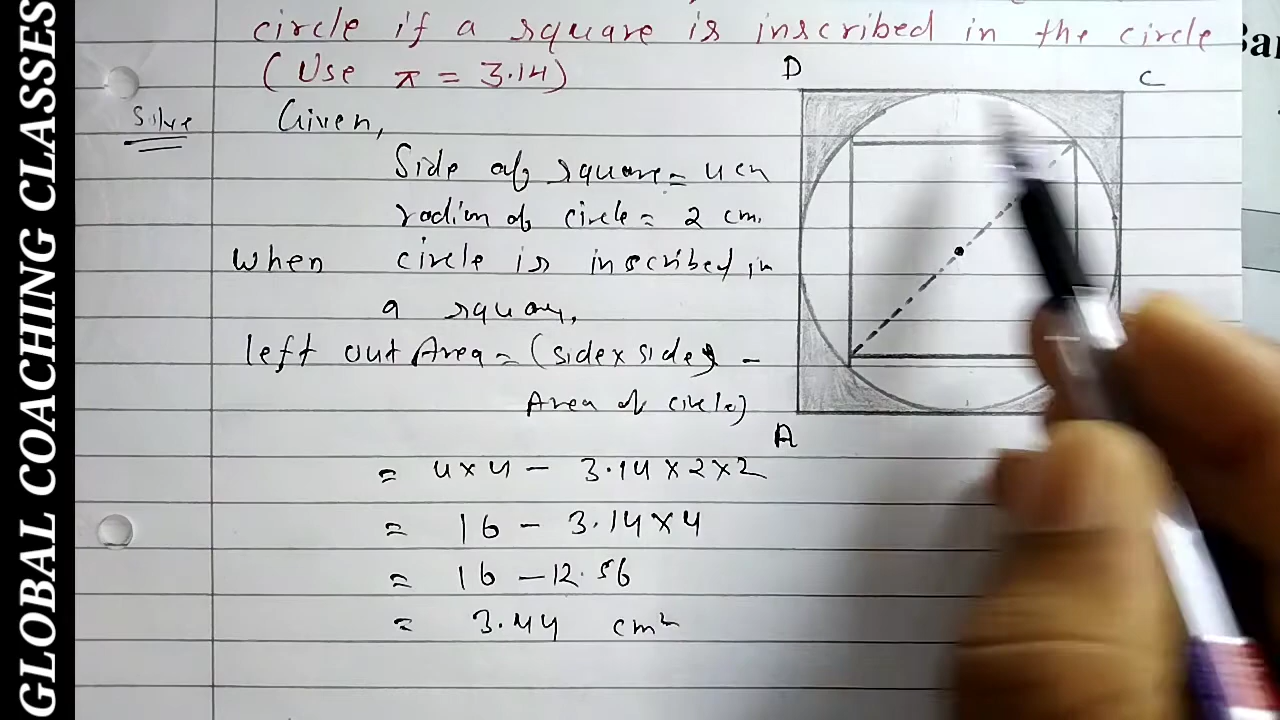 GLOBAL COACHING CLASSES
circle if a square is inscribed in the circle
(Use π = 3.14)
D
C
Solve
Given,
Side of square = 4 cm
radius of circle = 2 cm.
When circle is inscribed in
a square,
left out Area = (side x side) -
Area of circle)
A
= 4 x 4 - 3.14 x 2 x 2
= 16 - 3.14 x 4
= 16 - 12.56
= 3.44 cm²